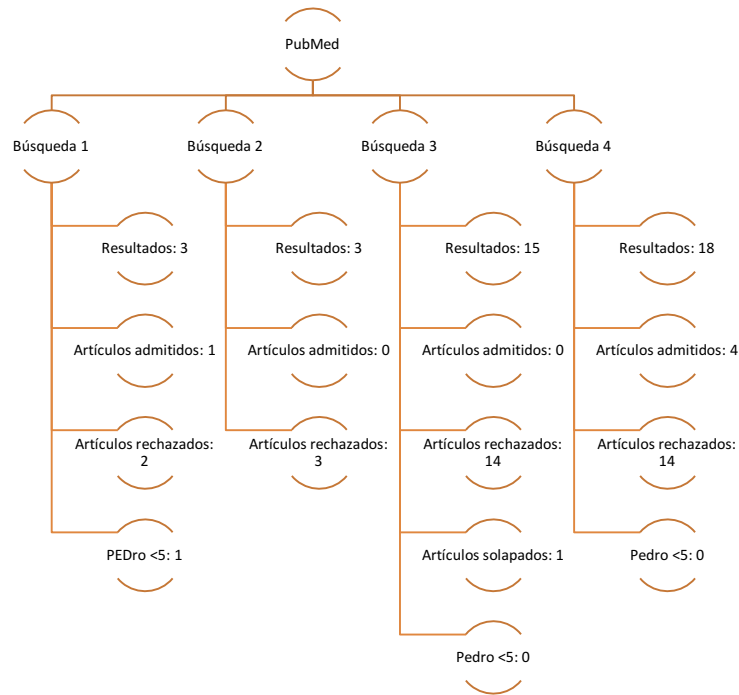 PubMed
Búsqueda 1
Búsqueda 2
Búsqueda 3
Búsqueda 4
Resultados: 3
Resultados: 3
Resultados: 15
Resultados: 18
Artículos admitidos: 1
Artículos admitidos: 0
Artículos admitidos: 0
Artículos admitidos: 4
Artículos rechazados:
2
Artículos rechazados:
3
Artículos rechazados:
14
Artículos rechazados:
14
PEDro <5: 1
Artículos solapados: 1
Pedro <5: 0
Pedro <5: 0